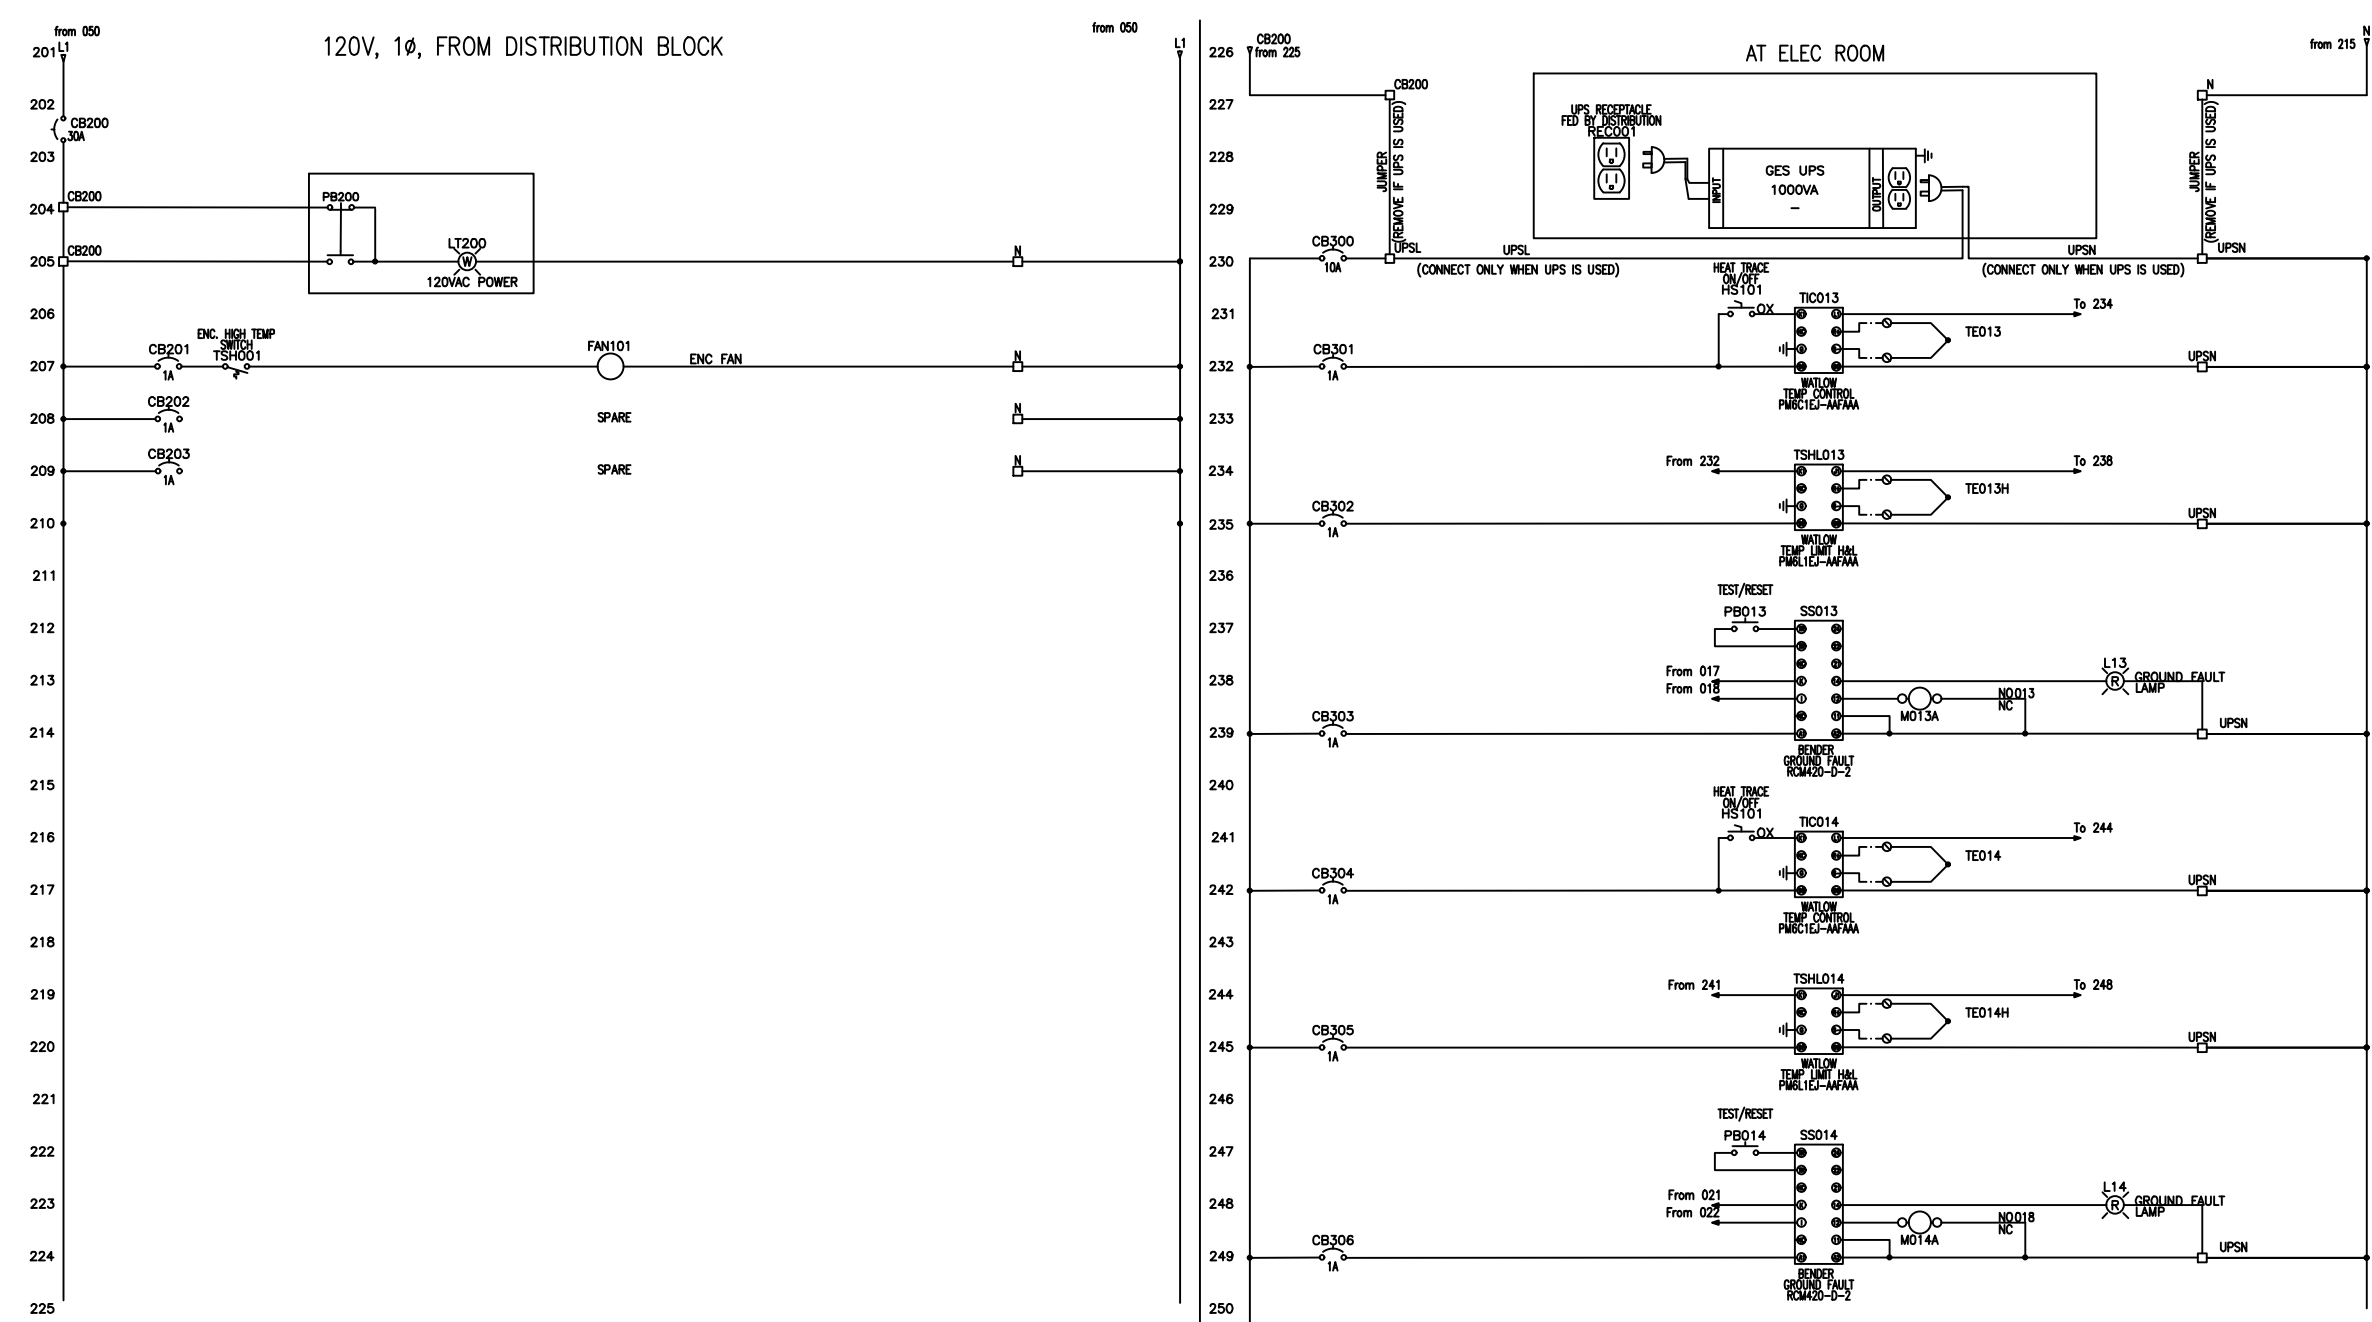 from 050
L1
120V, 1ø, FROM DISTRIBUTION BLOCK
from 050
L1
201
202
CB200
30A
203
CB200
PB200
204
CB200
LT200
W
N
205
120VAC POWER
206
ENC. HIGH TEMP
SWITCH
TSH001
CB201
1A
FAN101
ENC FAN
N
207
CB202
1A
SPARE
N
208
CB203
1A
SPARE
N
209
210
211
212
213
214
215
216
217
218
219
220
221
222
223
224
225
CB200
from 225
226
AT ELEC ROOM
from 215
N
227
CB200
N
UPS RECEPTACLE
FED BY DISTRIBUTION
REC001
JUMPER
(REMOVE IF UPS IS USED)
228
INPUT
GES UPS
1000VA
–
OUTPUT
JUMPER
(REMOVE IF UPS IS USED)
229
CB300
10A
UPSL
UPSL
UPSN
UPSN
230
(CONNECT ONLY WHEN UPS IS USED)
(CONNECT ONLY WHEN UPS IS USED)
HEAT TRACE
ON/OFF
HS101
OX
TIC013
To 234
231
TE013
CB301
1A
UPSN
232
WATLOW
TEMP CONTROL
PM6C1EJ-AAFAAA
233
TSHL013
From 232
To 238
234
TE013H
CB302
1A
UPSN
235
WATLOW
TEMP LIMIT H&L
PM6L1EJ-AAFAAA
236
TEST/RESET
PB013
SS013
237
From 017
From 018
L13
R
GROUND FAULT
LAMP
238
M013A
NO013
NC
CB303
1A
UPSN
239
BENDER
GROUND FAULT
RCM420-D-2
240
HEAT TRACE
ON/OFF
HS101
OX
TIC014
To 244
241
TE014
CB304
1A
UPSN
242
WATLOW
TEMP CONTROL
PM6C1EJ-AAFAAA
243
TSHL014
From 241
To 248
244
TE014H
CB305
1A
UPSN
245
WATLOW
TEMP LIMIT H&L
PM6L1EJ-AAFAAA
246
TEST/RESET
PB014
SS014
247
From 021
From 022
L14
R
GROUND FAULT
LAMP
248
M014A
NO018
NC
CB306
1A
UPSN
249
BENDER
GROUND FAULT
RCM420-D-2
250